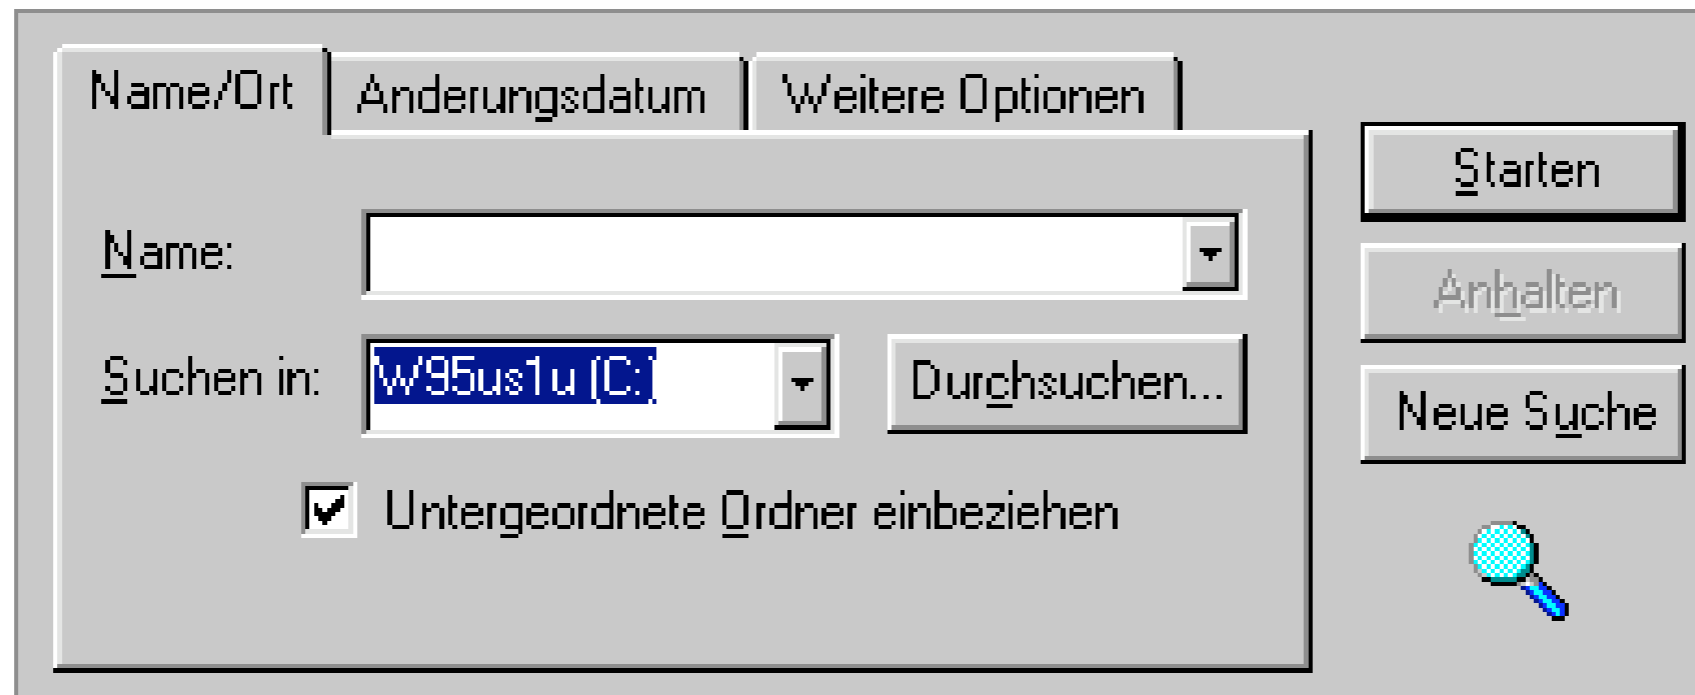 Name/Ort
Anderungsdatum
Weitere Optionen
Name:
Suchen in:
W95us1u (C:)
Durchsuchen...
Untergeordnete Ordner einbeziehen
Starten
Anhalten
Neue Suche